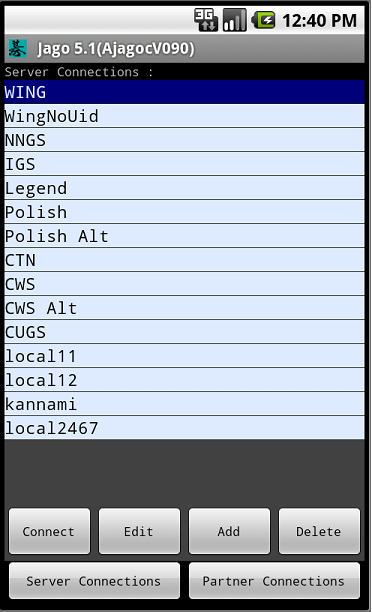 3G 12:40 PM
Jago 5.1(AjagocV090)
Server Connections :
WING
WingNoUid
NNGS
IGS
Legend
Polish
Polish Alt
CTN
CWS
CWS Alt
CUGS
local11
local12
kannami
local2467
Connect Edit Add Delete
Server Connections Partner Connections